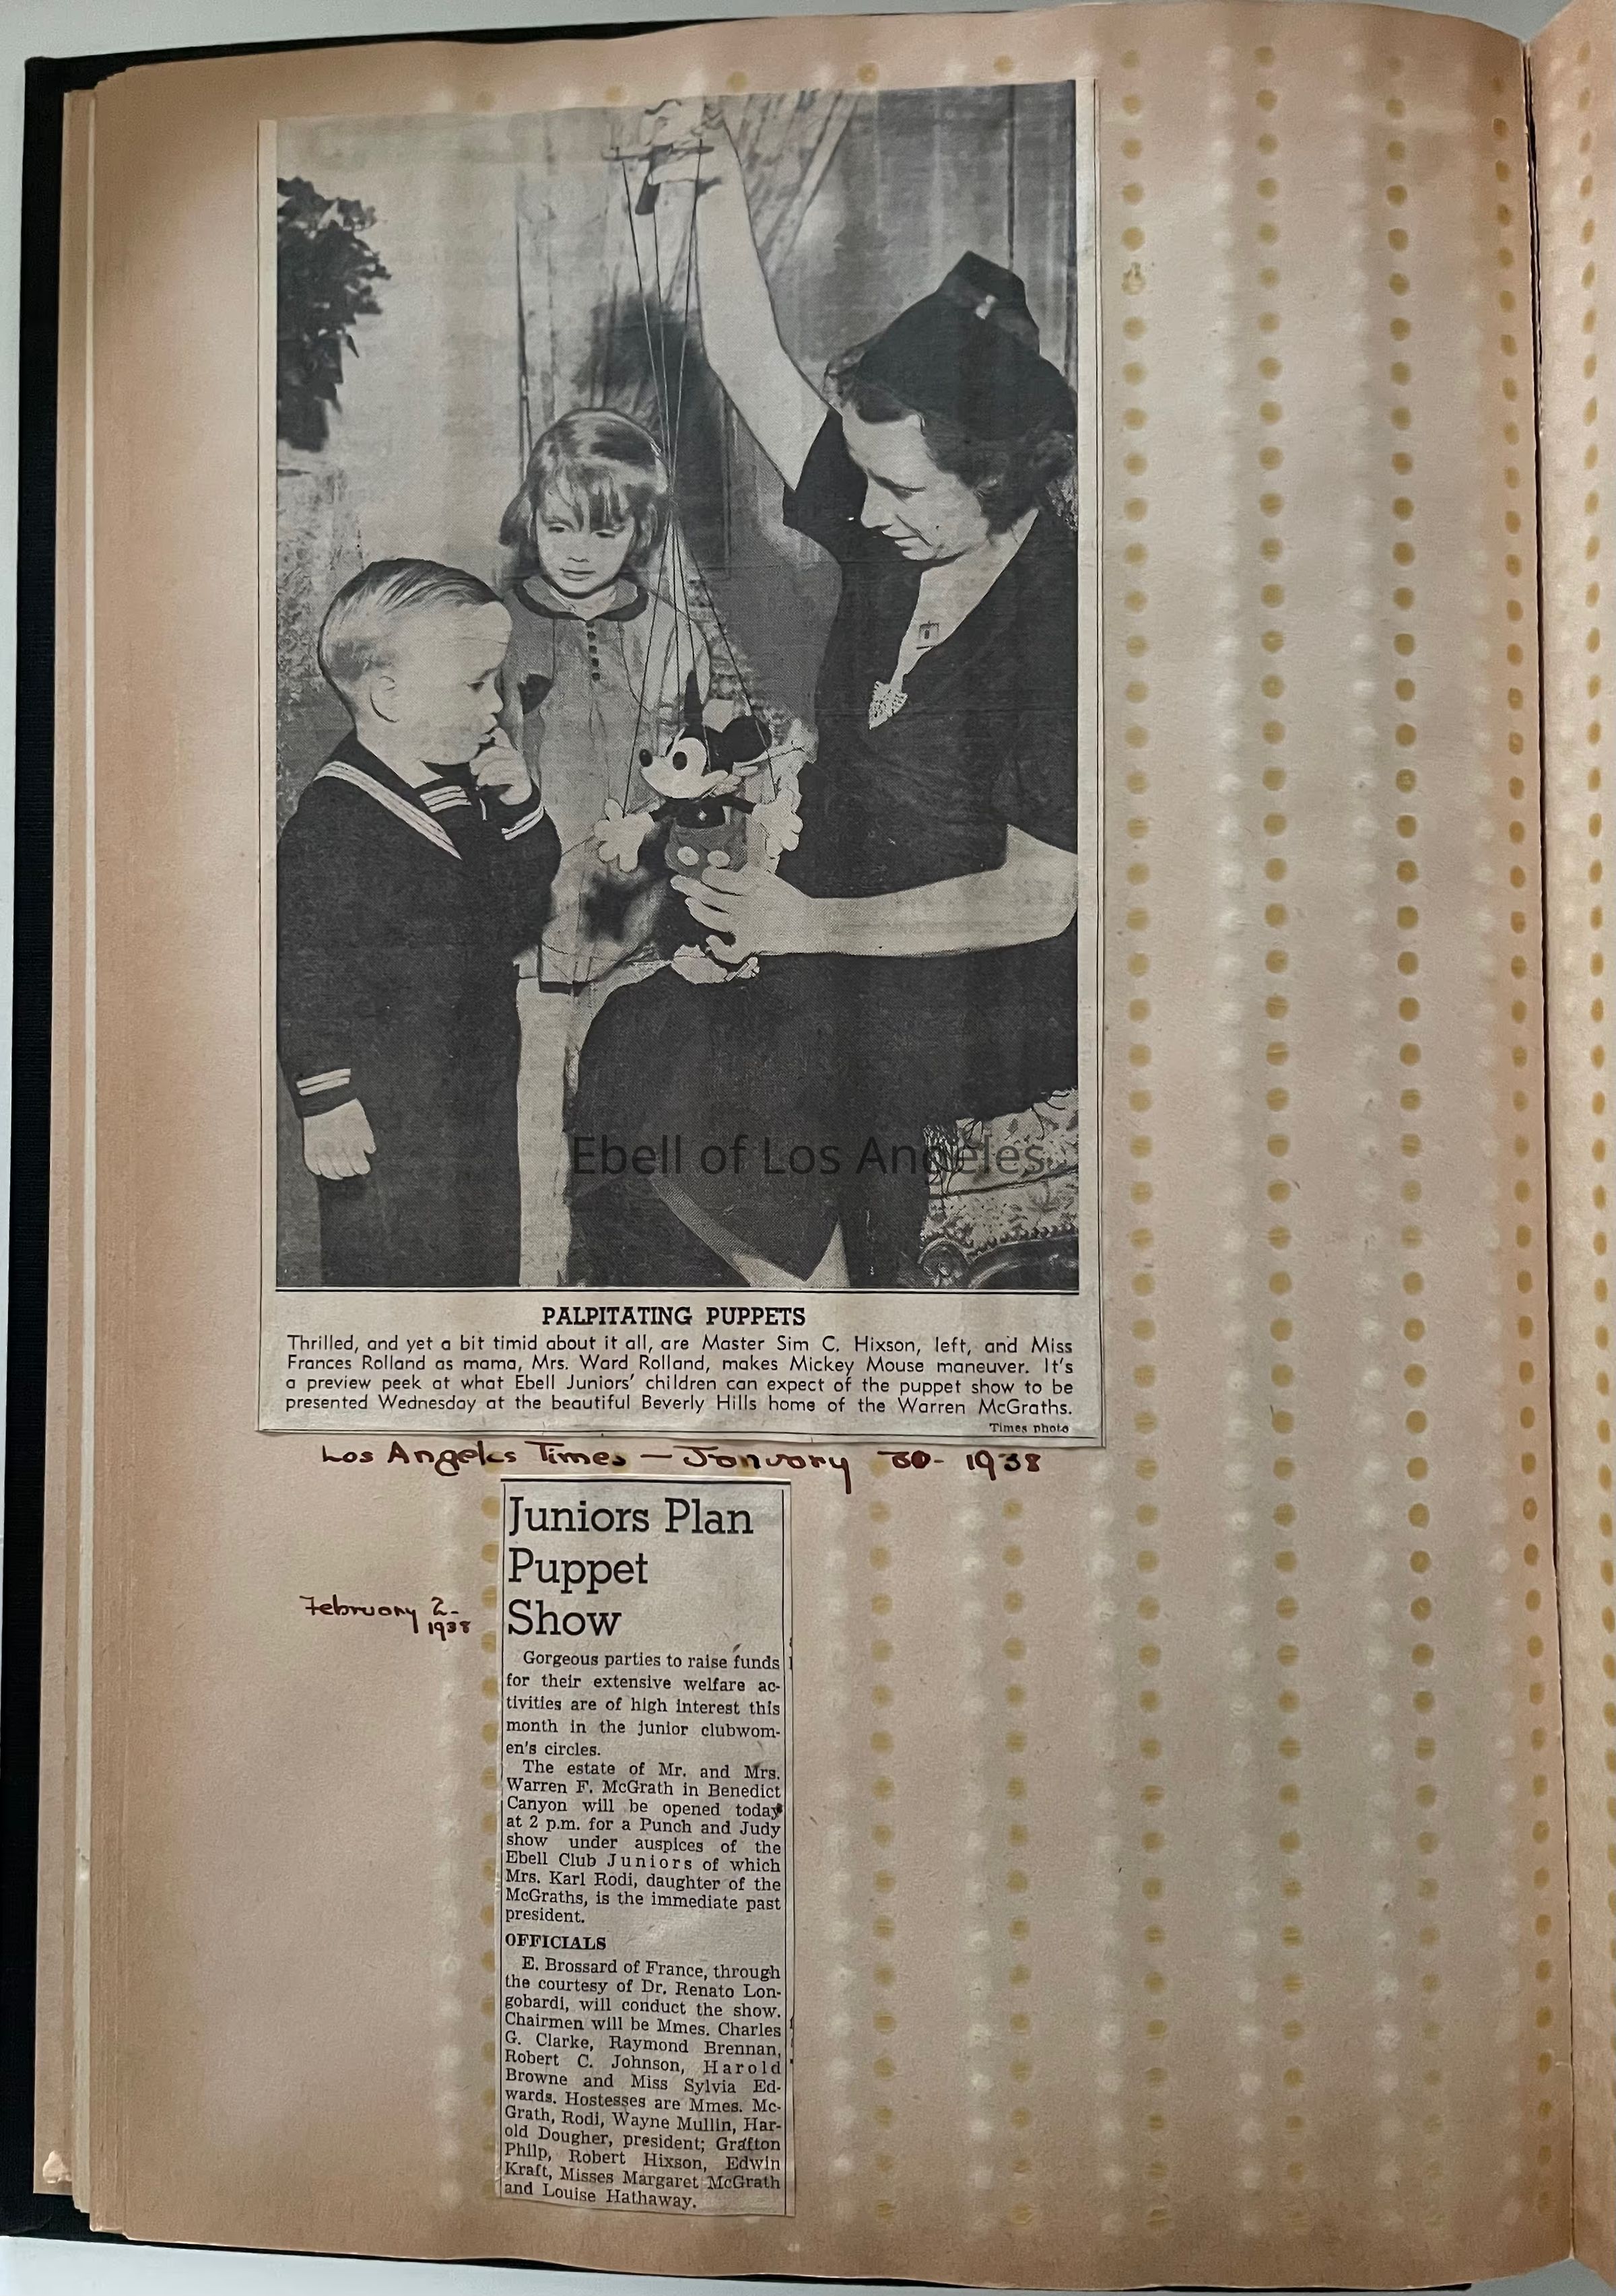 Ebell of Los Angeles
PALPITATING PUPPETS
Thrilled, and yet a bit timid about it all, are Master Sim C. Hixson, left, and Miss
Frances Rolland as mama, Mrs. Ward Rolland, makes Mickey Mouse maneuver. It's
a preview peek at what Ebell Juniors' children can expect of the puppet show to be
presented Wednesday at the beautiful Beverly Hills home of the Warren McGraths.
Times photo
Los Angeles Times — January 30 - 1938
February 2 -
1938
Juniors Plan
Puppet
Show
Gorgeous parties to raise funds
for their extensive welfare ac-
tivities are of high interest this
month in the junior clubwom-
en's circles.
The estate of Mr. and Mrs.
Warren F. McGrath in Benedict
Canyon will be opened today
at 2 p.m. for a Punch and Judy
show under auspices of the
Ebell Club Juniors of which
Mrs. Karl Rodi, daughter of the
McGraths, is the immediate past
president.
OFFICIALS
E. Brossard of France, through
the courtesy of Dr. Renato Lon-
gobardi, will conduct the show.
Chairmen will be Mmes. Charles
G. Clarke, Raymond Brennan,
Robert C. Johnson, Harold
Browne and Miss Sylvia Ed-
wards. Hostesses are Mmes. Mc-
Grath, Rodi, Wayne Mullin, Har-
old Dougher, president; Grafton
Philp, Robert Hixson, Edwin
Kraft, Misses Margaret McGrath
and Louise Hathaway.